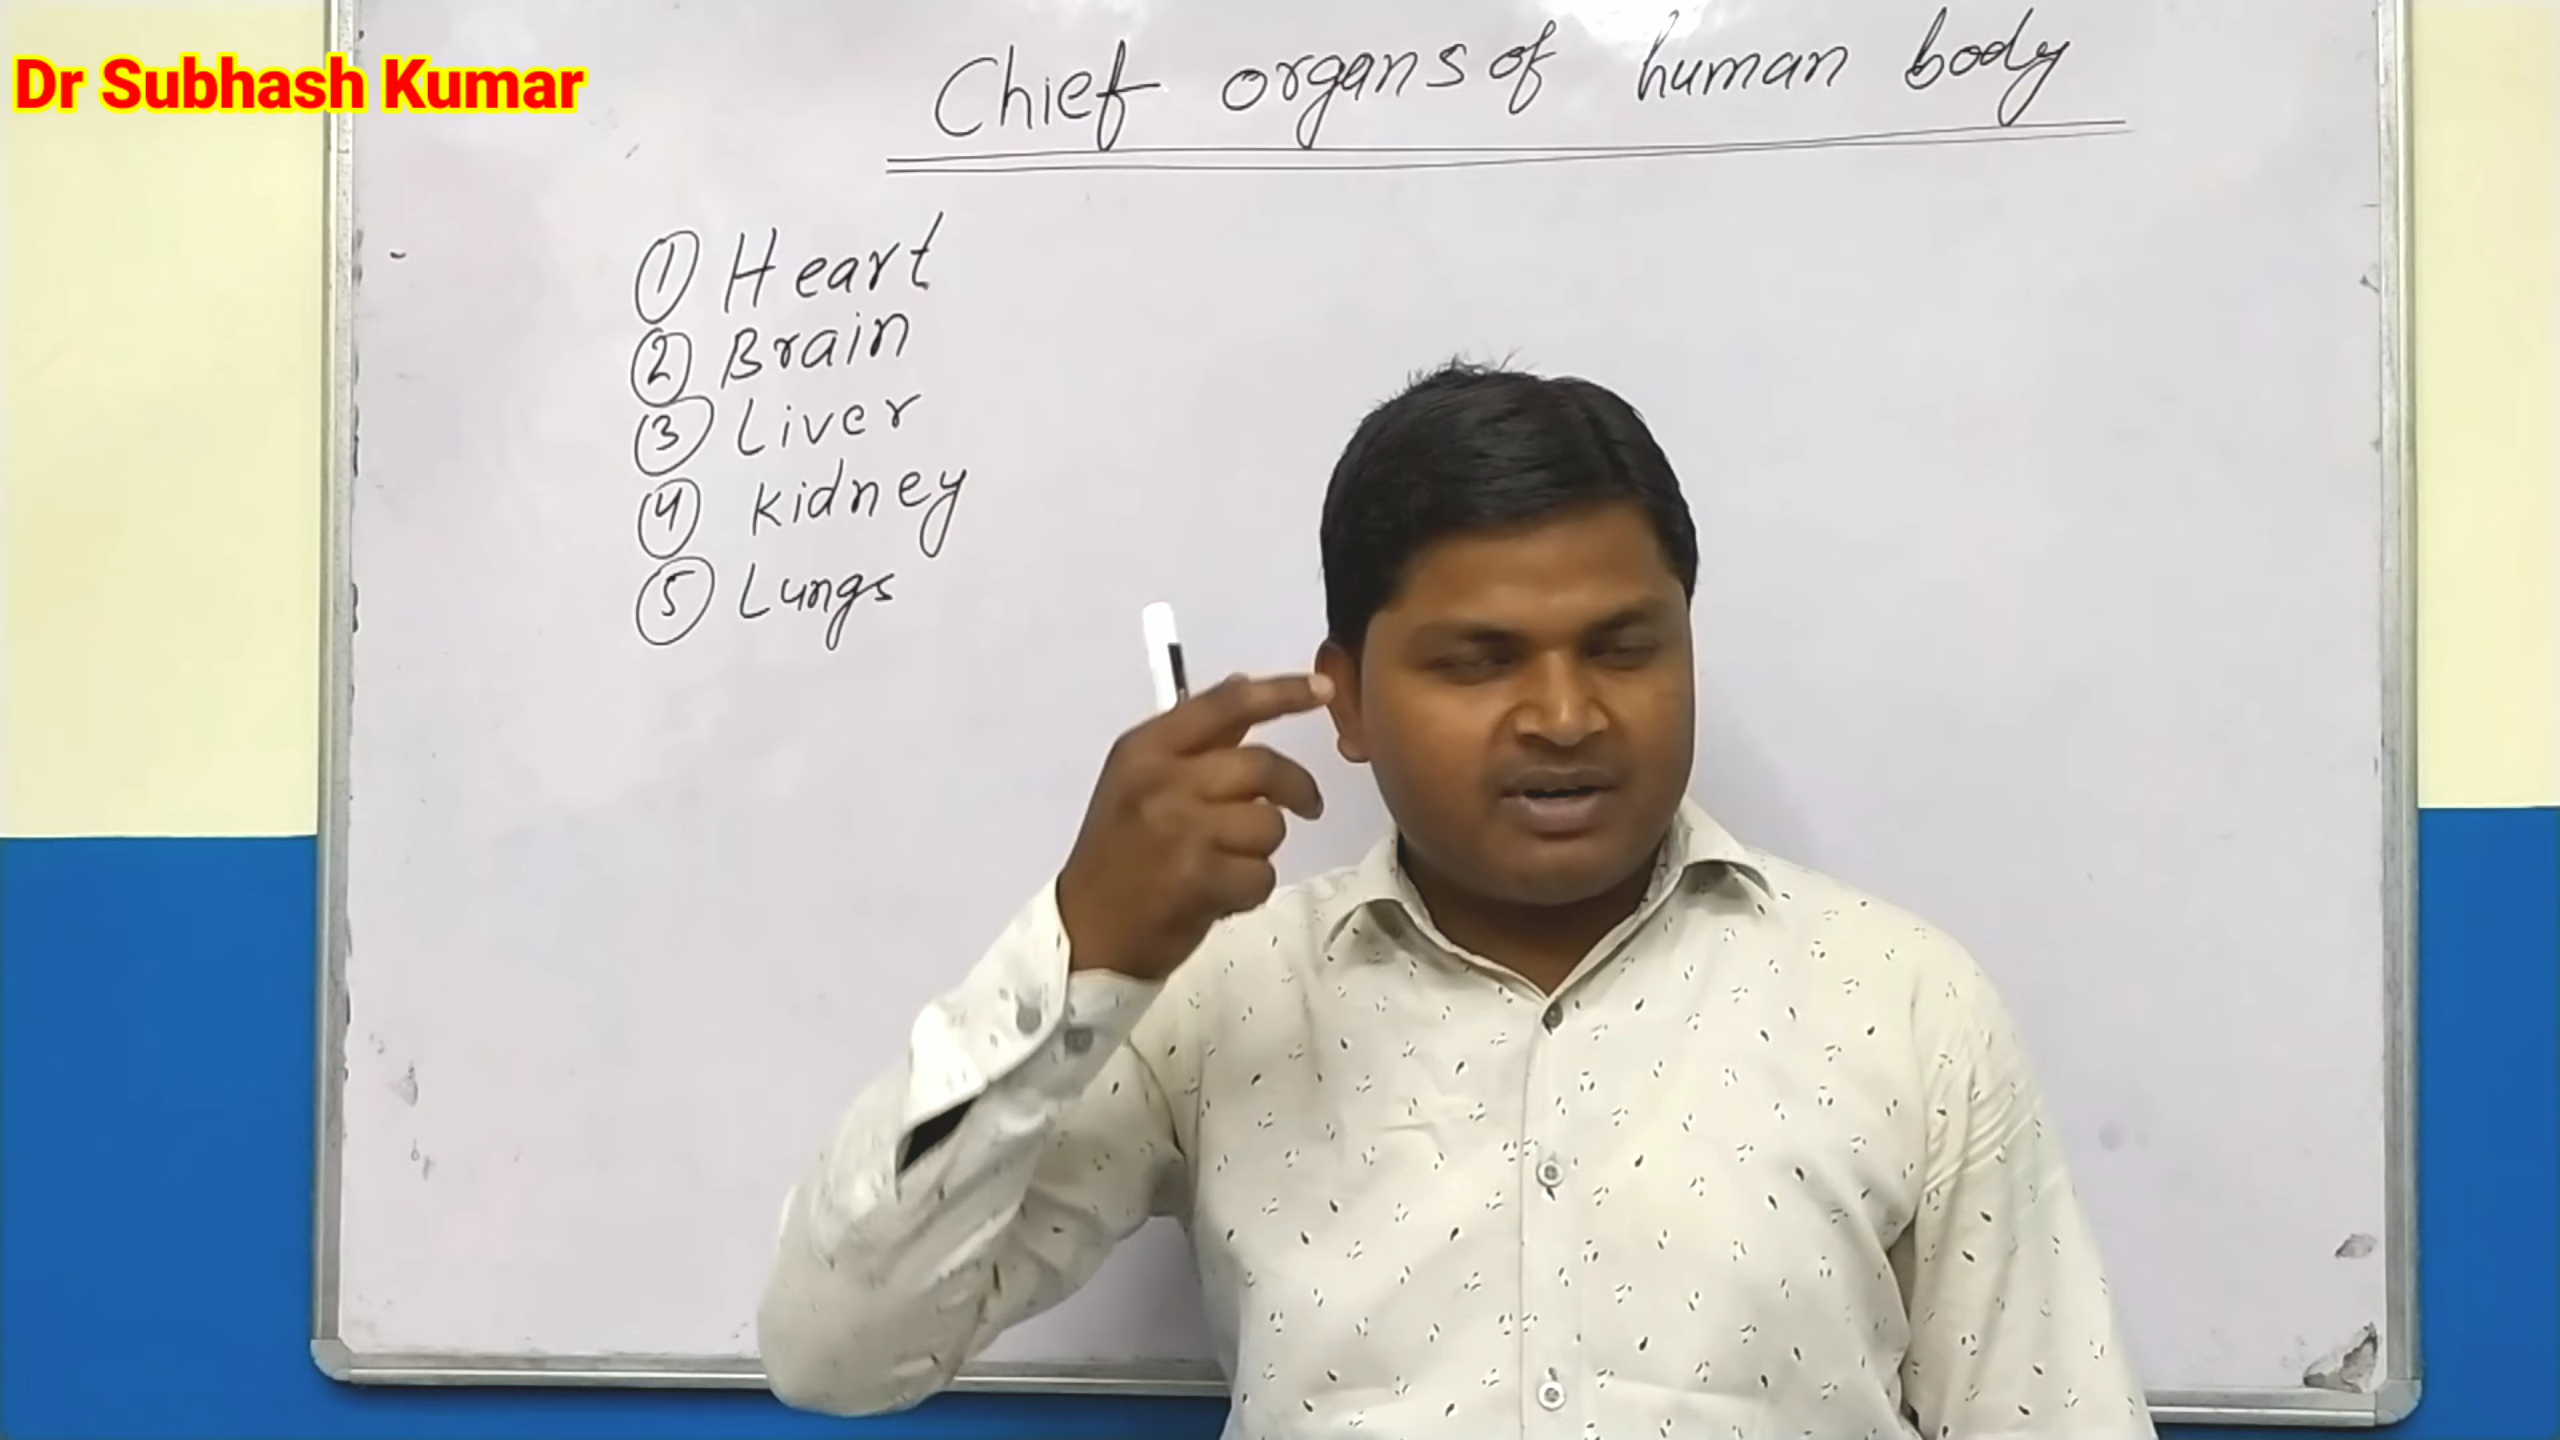 Dr Subhash Kumar
Chief organs of human body
① Heart
② Brain
③ Liver
④ Kidney
⑤ Lungs